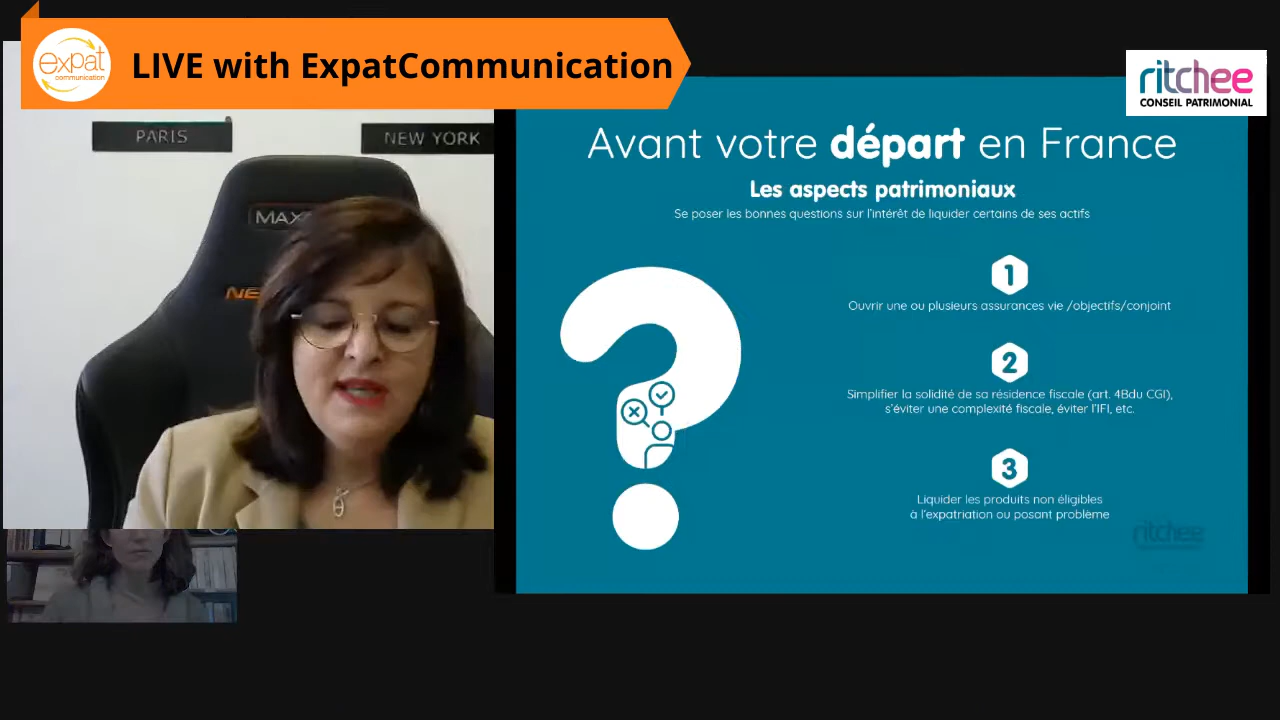 expat
communication
LIVE with ExpatCommunication
ritchee
CONSEIL PATRIMONIAL
PARIS
NEW YORK
MAX
NE
Avant votre départ en France
Les aspects patrimoniaux
Se poser les bonnes questions sur l'intérêt de liquider certains de ses actifs
1
Ouvrir une ou plusieurs assurances vie /objectifs/conjoint
2
Simplifier la solidité de sa résidence fiscale (art. 4Bdu CGI),
s'éviter une complexité fiscale, éviter l'IFI, etc.
3
Liquider les produits non éligibles
à l'expatriation ou posant problème
ritchee